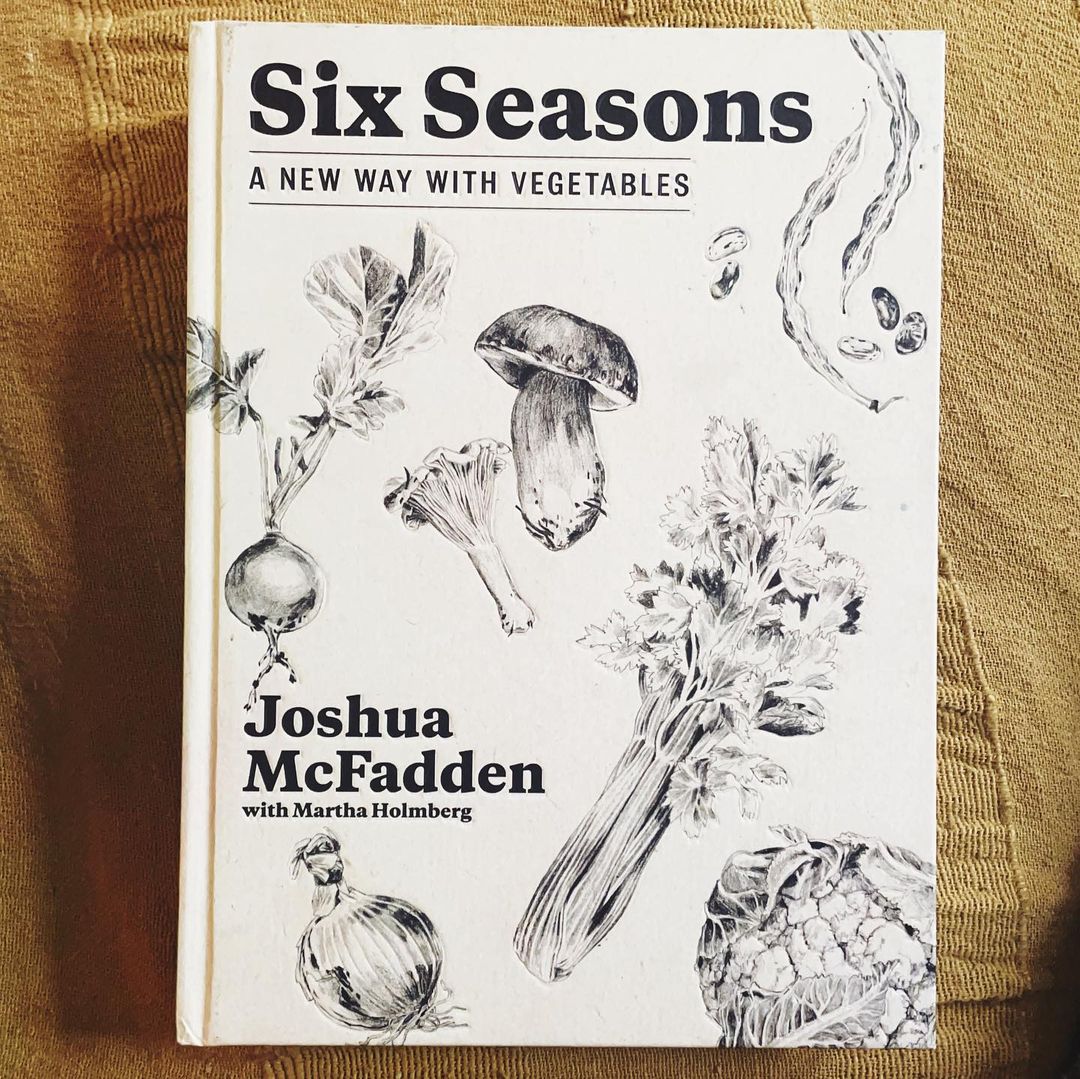 Six Seasons
A NEW WAY WITH VEGETABLES
Joshua
McFadden
with Martha Holmberg